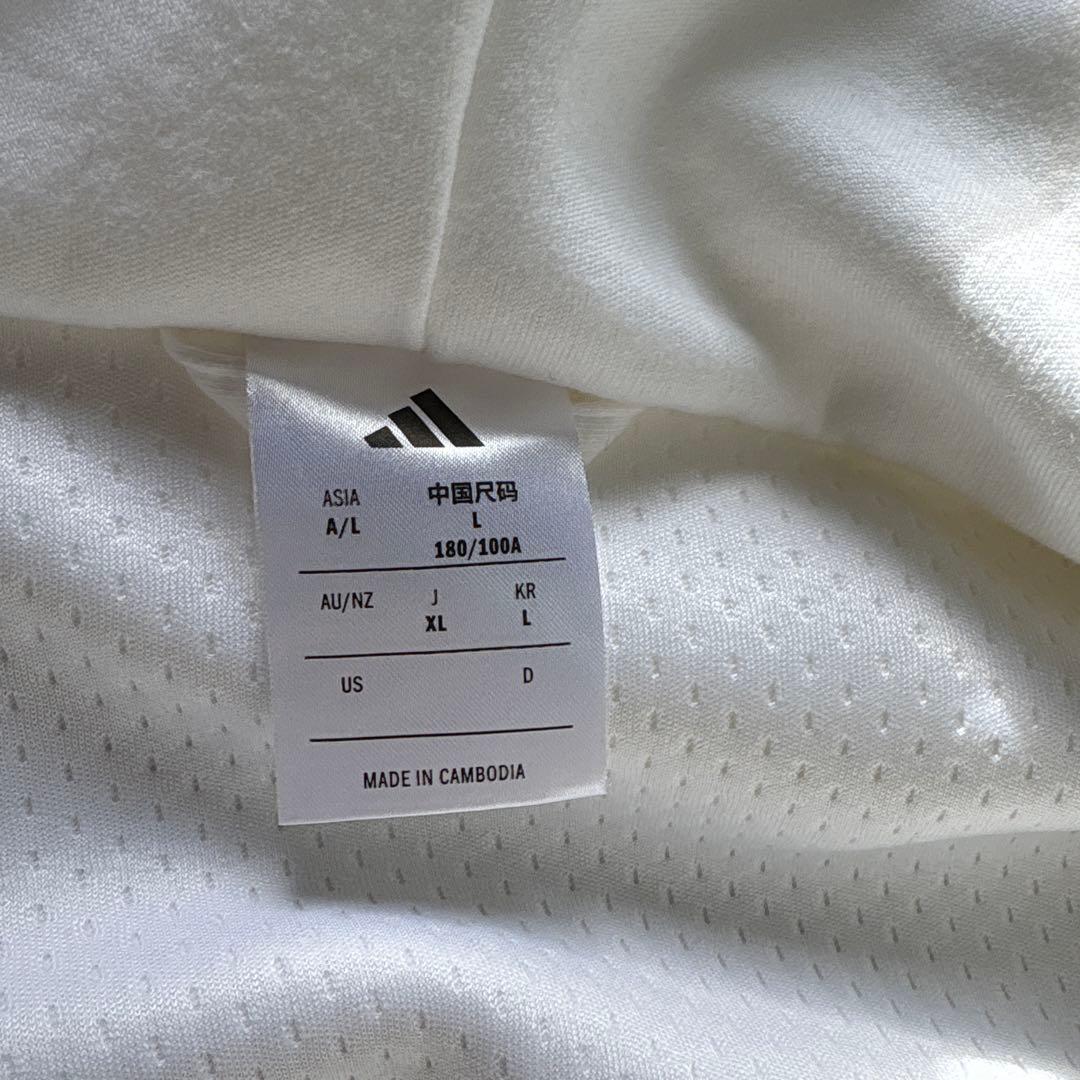 ASIA 中国尺码
A/L L
180/100A
AU/NZ J KR
XL L
US D
MADE IN CAMBODIA